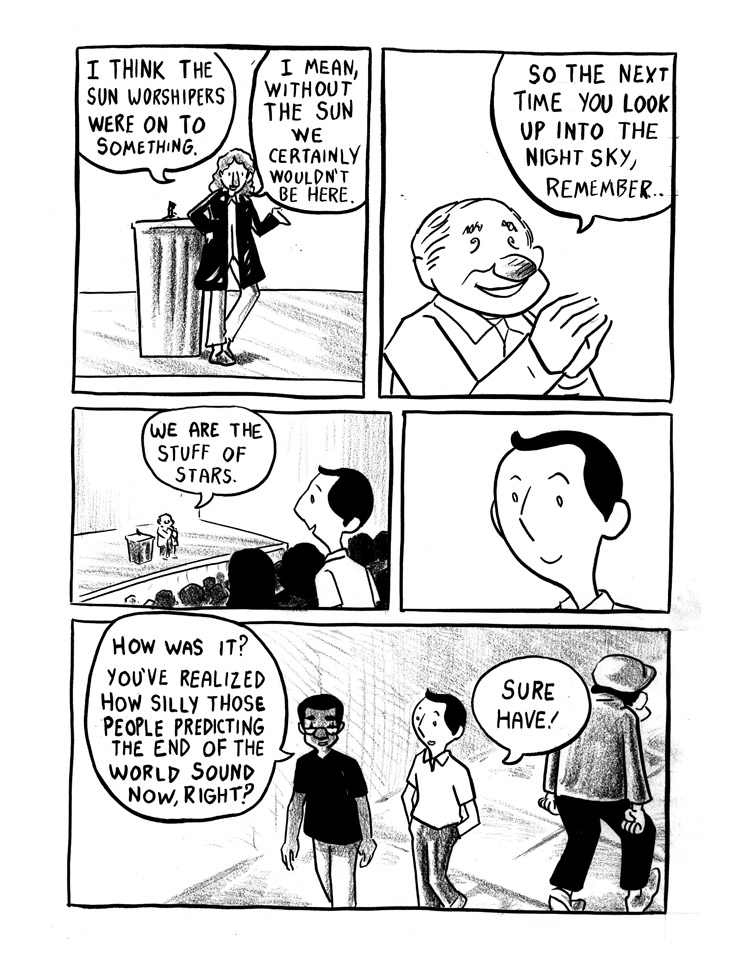 I THINK THE
SUN WORSHIPERS
WERE ON TO
SOMETHING.
I MEAN,
WITHOUT
THE SUN
WE
CERTAINLY
WOULDN'T
BE HERE.
SO THE NEXT
TIME YOU LOOK
UP INTO THE
NIGHT SKY,
REMEMBER..
WE ARE THE
STUFF OF
STARS.
HOW WAS IT?
YOU'VE REALIZED
HOW SILLY THOSE
PEOPLE PREDICTING
THE END OF THE
WORLD SOUND
NOW, RIGHT?
SURE
HAVE!